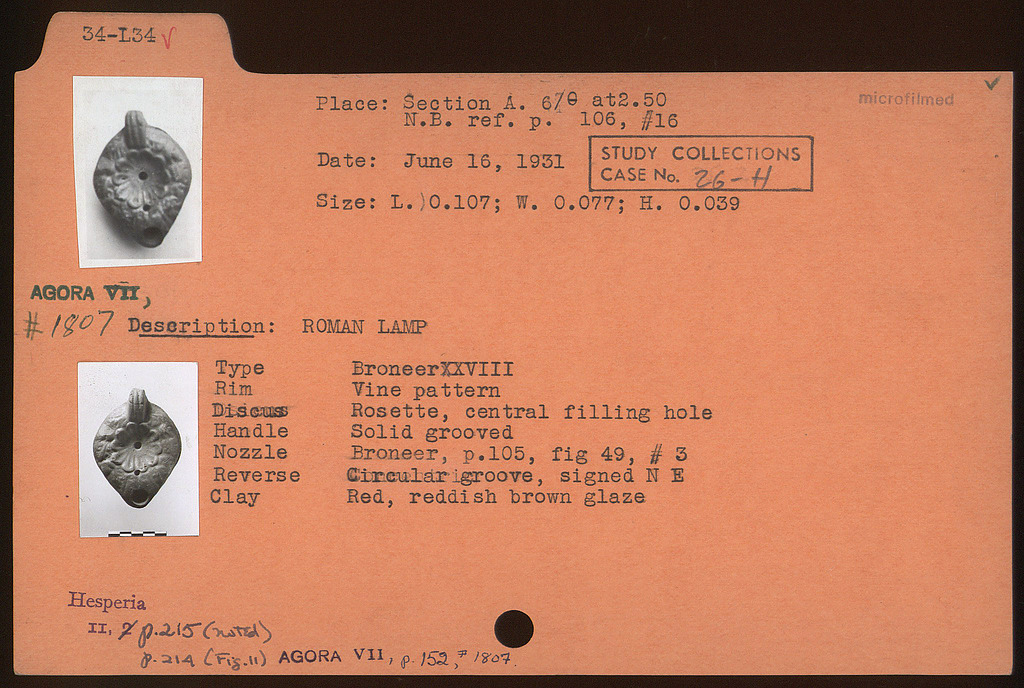 34-L34 √
Place: Section A. 6/Θ at2.50
N.B. ref. p. 106, #16
microfilmed ✓
Date: June 16, 1931
STUDY COLLECTIONS
CASE No. 26-H
Size: L.)0.107; W. 0.077; H. 0.039
AGORA VII,
#1807 Description: ROMAN LAMP
Type BroneerXXVIII
Rim Vine pattern
Discus Rosette, central filling hole
Handle Solid grooved
Nozzle Broneer, p.105, fig 49, # 3
Reverse Circular groove, signed N E
Clay Red, reddish brown glaze
Hesperia
II, p.215 (noted)
p.214 (Fig.11) AGORA VII, p.152, #1807.